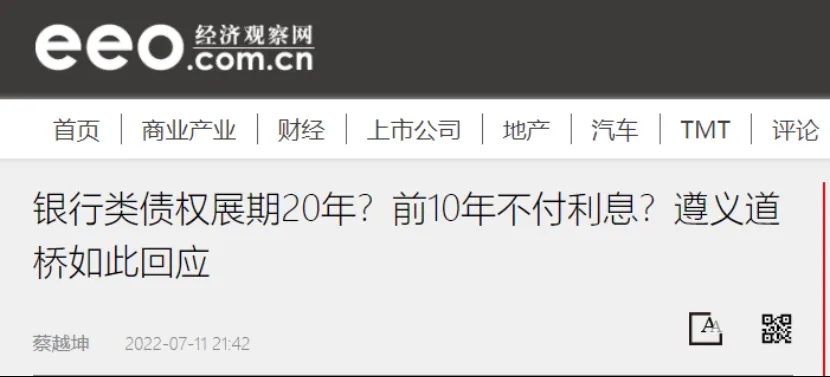 eeo 经济观察网
.com.cn
首页 商业产业 财经 上市公司 地产 汽车 TMT 评论
银行类债权展期20年？前10年不付利息？遵义道
桥如此回应
A A
蔡越坤 2022-07-11 21:42